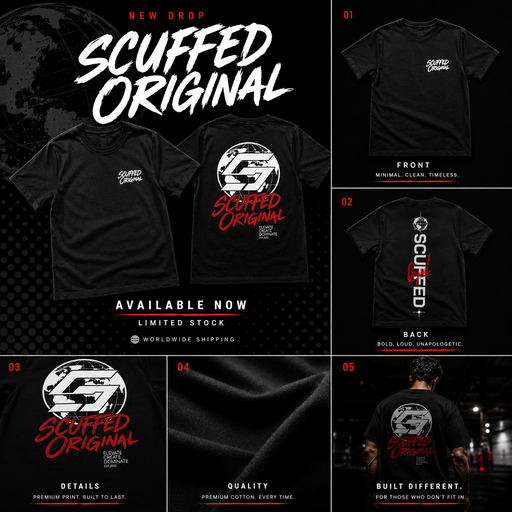 NEW DROP
SCUFFED
ORIGINAL
SCUFFED
ORIGINAL
SCUFFED
ORIGINAL
ELEVATE
CREATE
DOMINATE
AVAILABLE NOW
LIMITED STOCK
WORLDWIDE SHIPPING
01
SCUFFED
ORIGINAL
FRONT
MINIMAL. CLEAN. TIMELESS.
02
SCUFFED
BACK
BOLD. LOUD. UNAPOLOGETIC.
03
SCUFFED
ORIGINAL
ELEVATE
CREATE
DOMINATE
DETAILS
PREMIUM PRINT. BUILT TO LAST.
04
QUALITY
PREMIUM COTTON. EVERY TIME.
05
SCUFFED
ORIGINAL
BUILT DIFFERENT.
FOR THOSE WHO DON'T FIT IN